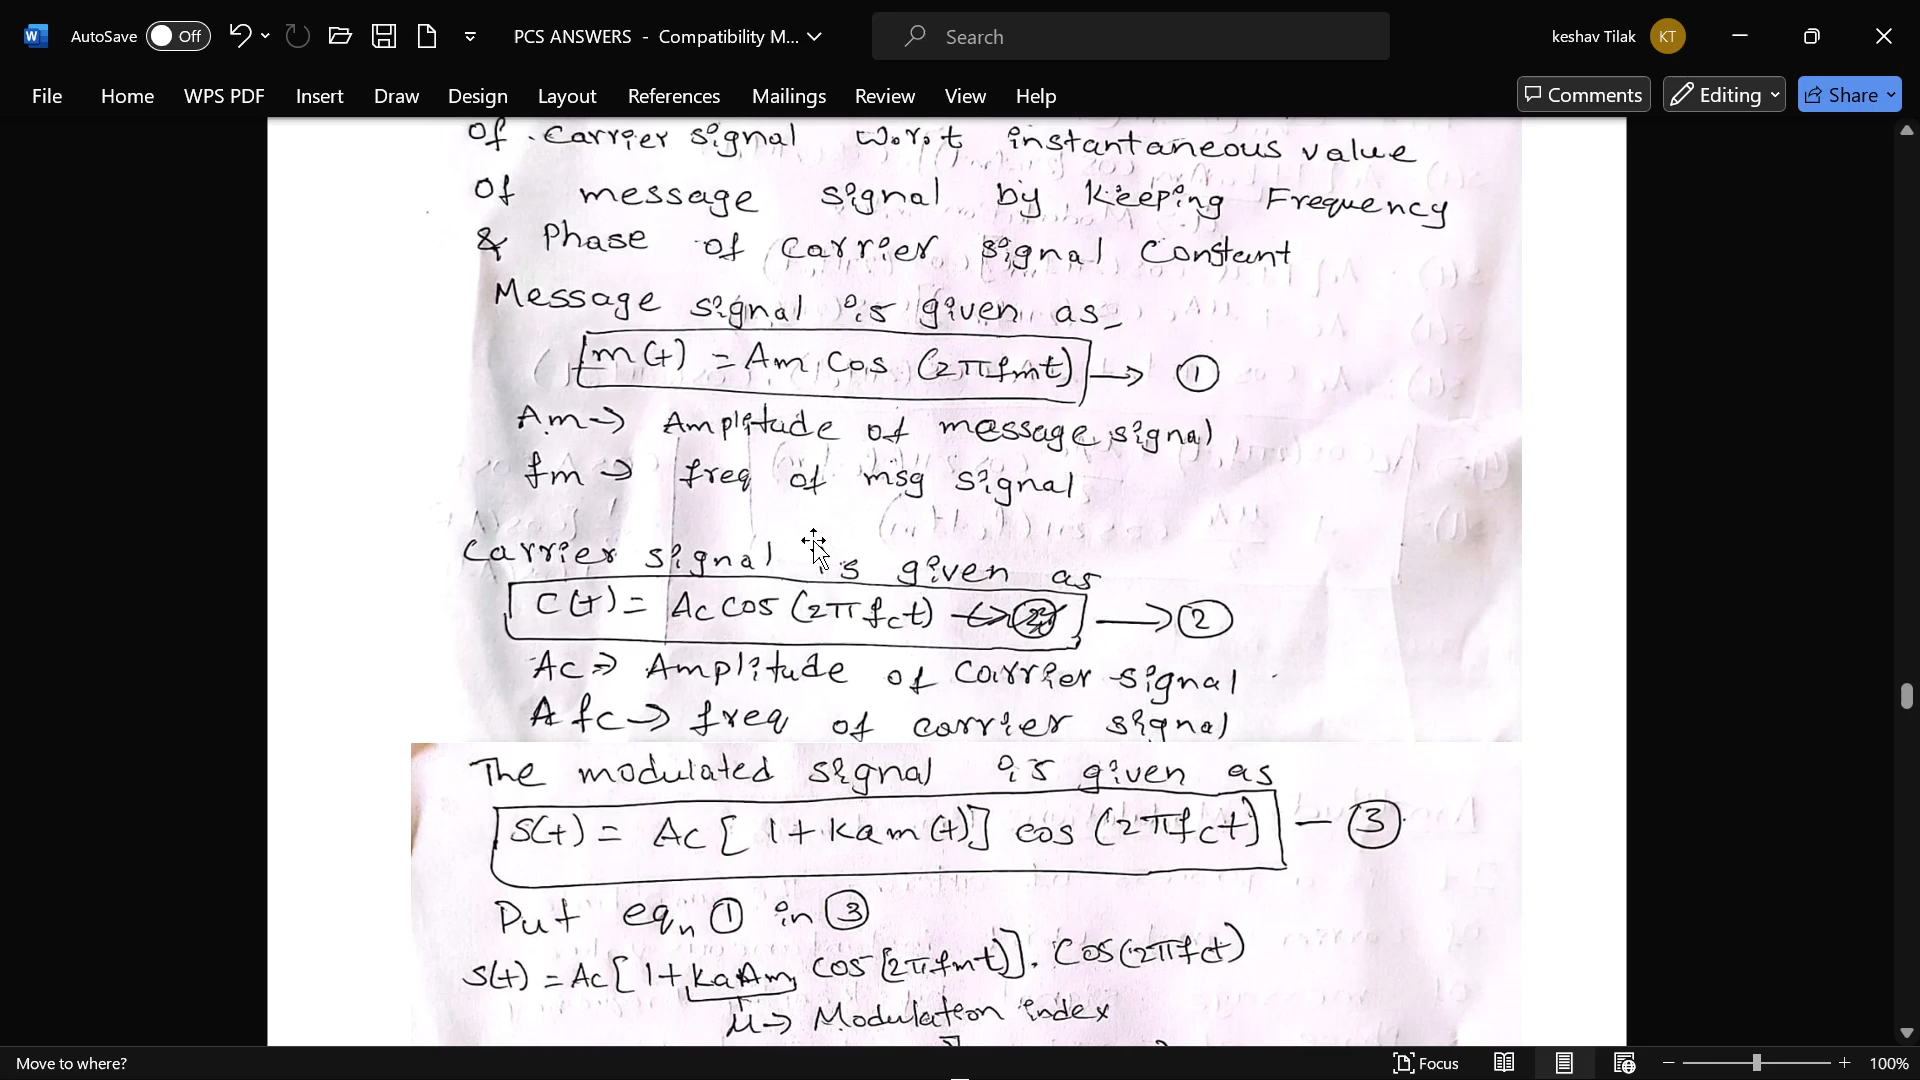 AutoSave Off PCS ANSWERS - Compatibility M... Search keshav Tilak KT
File Home WPS PDF Insert Draw Design Layout References Mailings Review View Help Comments Editing Share
of carrier signal w.r.t instantaneous value
of message signal by keeping Frequency
& Phase of carrier signal Constant
Message signal is given as
m(t) = Am Cos (2πfmt) → ①
Am → Amplitude of message signal
fm → freq of msg signal
Carrier signal is given as
C(t) = Ac Cos (2πfct) → ②
Ac → Amplitude of Carrier signal
fc → freq of carrier signal
The modulated signal is given as
S(t) = Ac [1 + kam(t)] cos (2πfct) — ③
Put eqn ① in ③
S(t) = Ac [1 + kaAm cos (2πfmt)] . Cos (2πfct)
μ → Modulation index
Move to where? Focus 100%